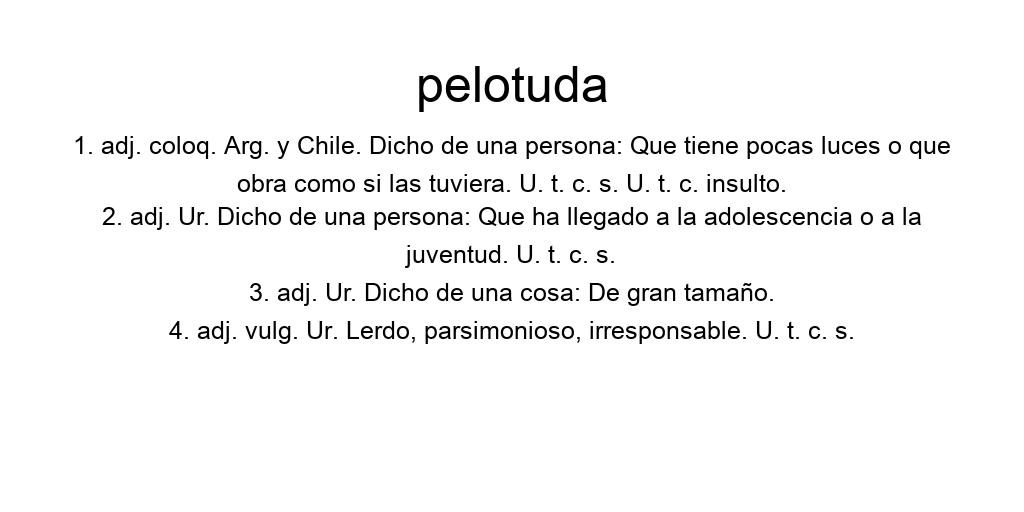 pelotuda
1. adj. coloq. Arg. y Chile. Dicho de una persona: Que tiene pocas luces o que
obra como si las tuviera. U. t. c. s. U. t. c. insulto.
2. adj. Ur. Dicho de una persona: Que ha llegado a la adolescencia o a la
juventud. U. t. c. s.
3. adj. Ur. Dicho de una cosa: De gran tamaño.
4. adj. vulg. Ur. Lerdo, parsimonioso, irresponsable. U. t. c. s.